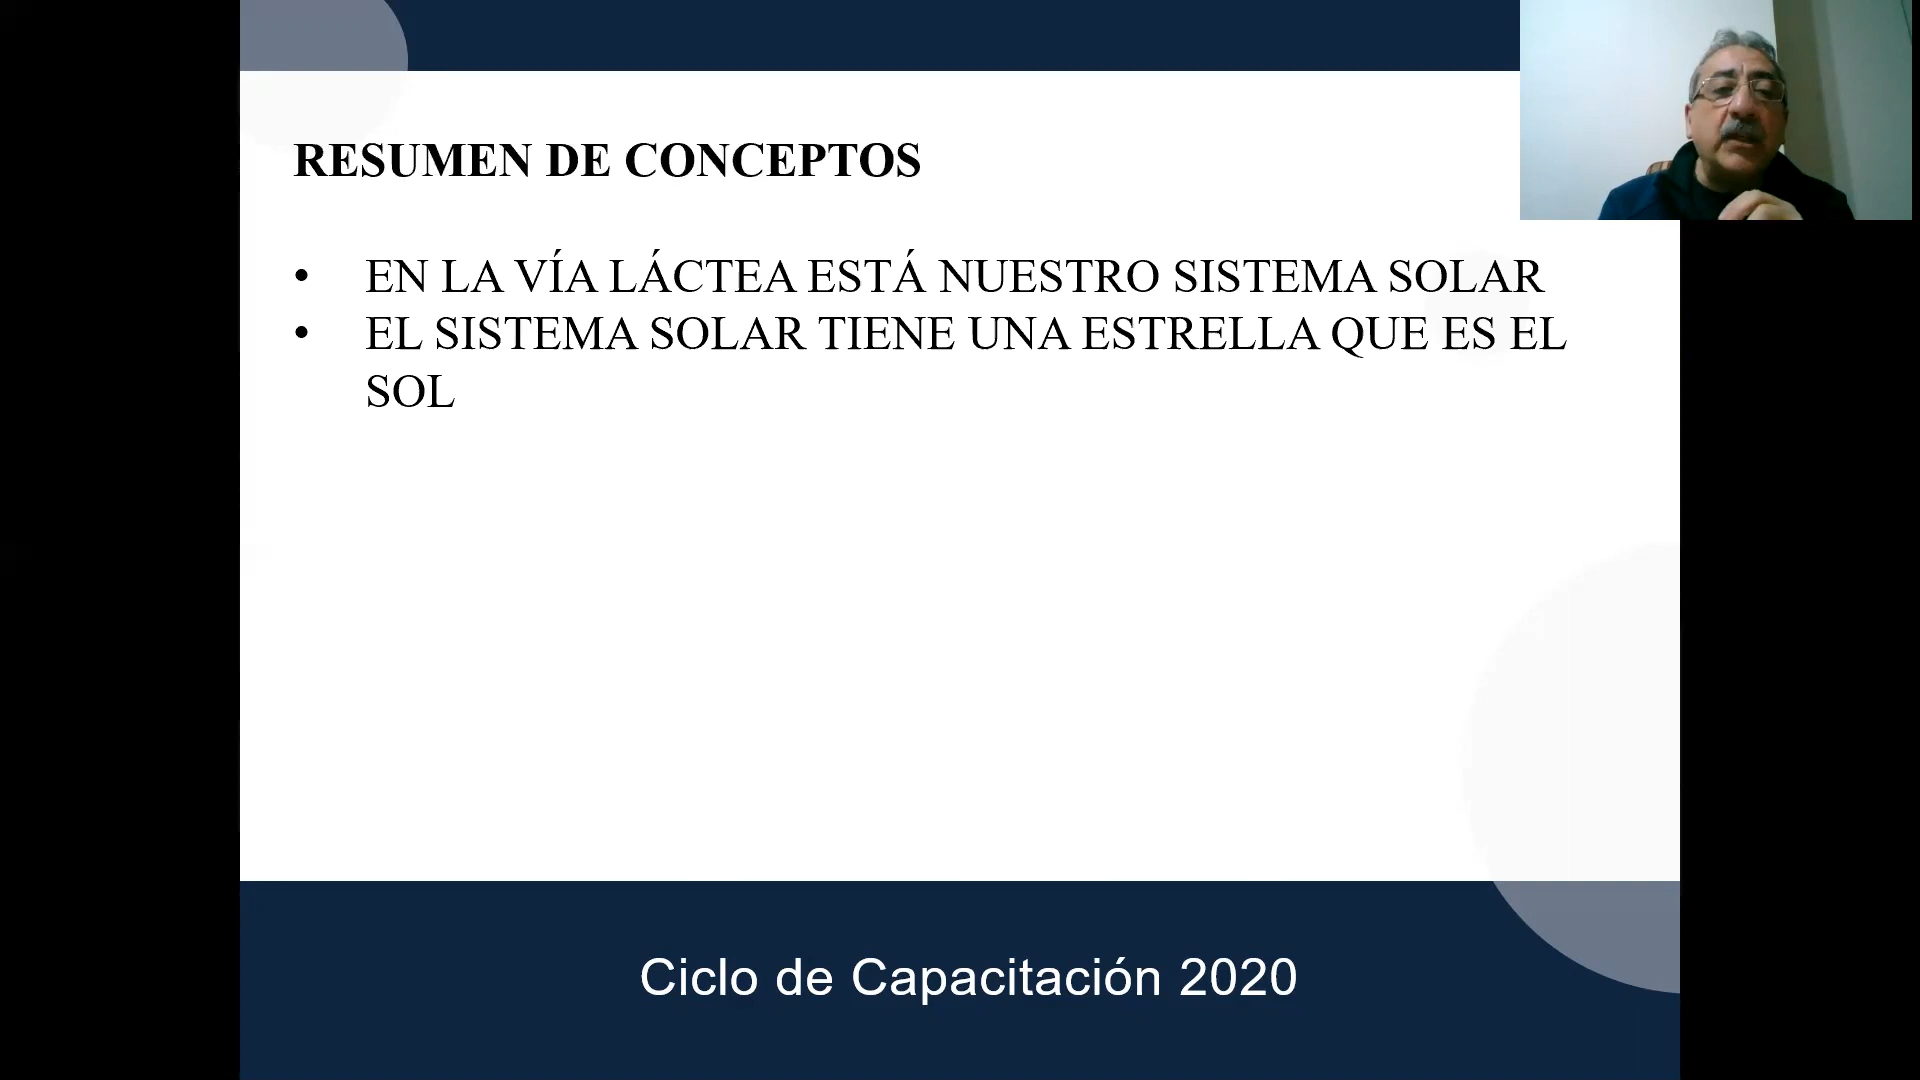 RESUMEN DE CONCEPTOS
• EN LA VÍA LÁCTEA ESTÁ NUESTRO SISTEMA SOLAR
• EL SISTEMA SOLAR TIENE UNA ESTRELLA QUE ES EL
SOL
Ciclo de Capacitación 2020